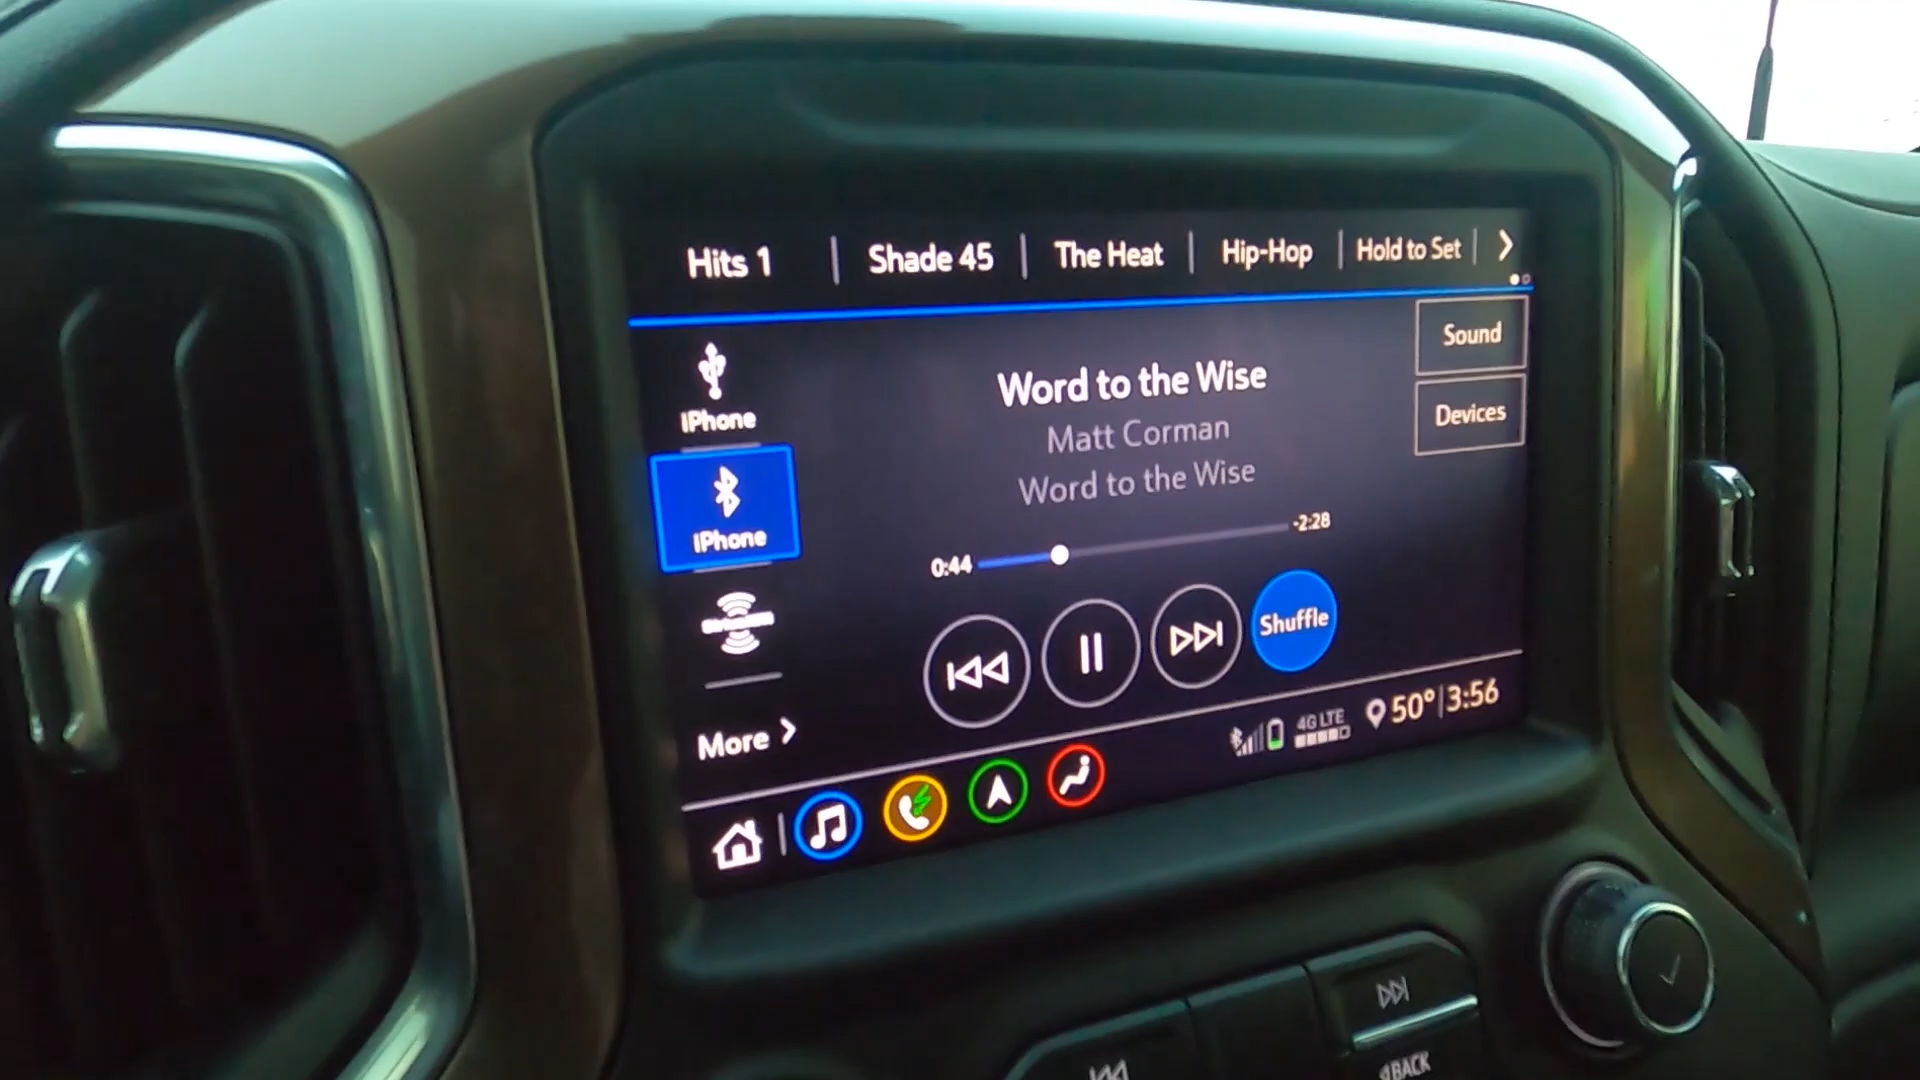 Hits 1 | Shade 45 | The Heat | Hip-Hop | Hold to Set
Sound
Devices
IPhone
IPhone
More
Word to the Wise
Matt Corman
Word to the Wise
0:44
-2:28
Shuffle
4G LTE
50° | 3:56
BACK